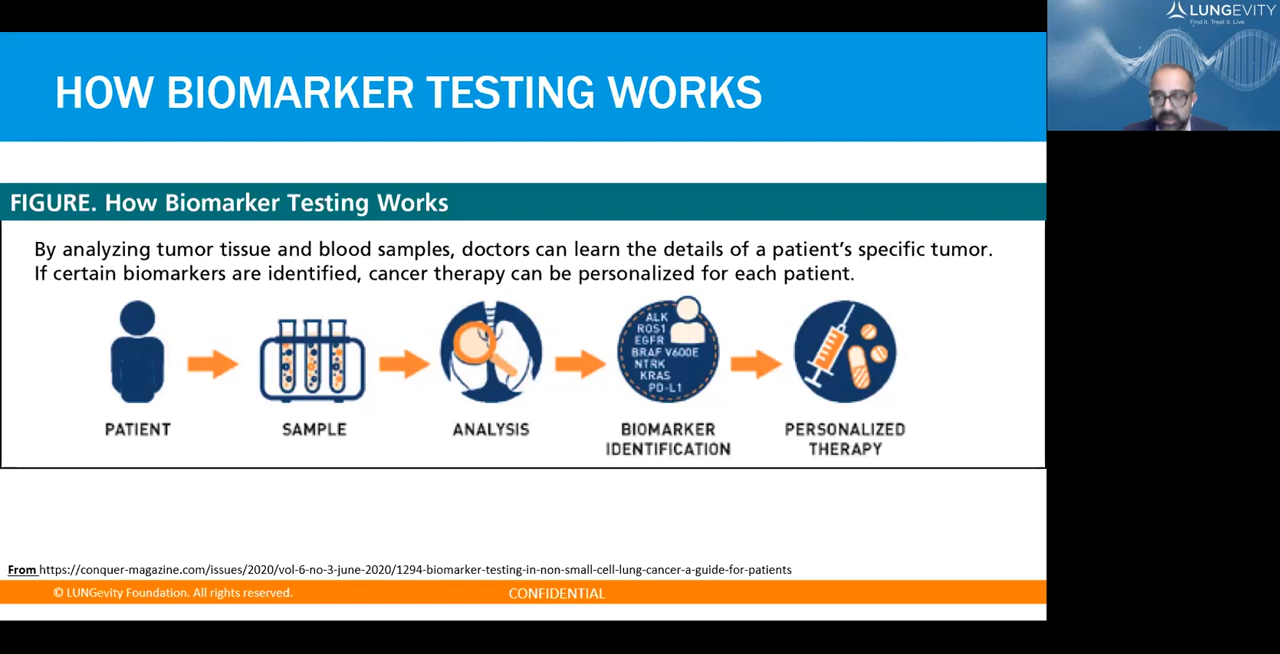 LUNGEVITY
Find it. Treat it. Live.
HOW BIOMARKER TESTING WORKS
FIGURE. How Biomarker Testing Works
By analyzing tumor tissue and blood samples, doctors can learn the details of a patient's specific tumor.
If certain biomarkers are identified, cancer therapy can be personalized for each patient.
ALK
ROS1
EGFR
BRAF V600E
NTRK
KRAS
PD-L1
PATIENT
SAMPLE
ANALYSIS
BIOMARKER
IDENTIFICATION
PERSONALIZED
THERAPY
From https://conquer-magazine.com/issues/2020/vol-6-no-3-june-2020/1294-biomarker-testing-in-non-small-cell-lung-cancer-a-guide-for-patients
© LUNGevity Foundation. All rights reserved.
CONFIDENTIAL